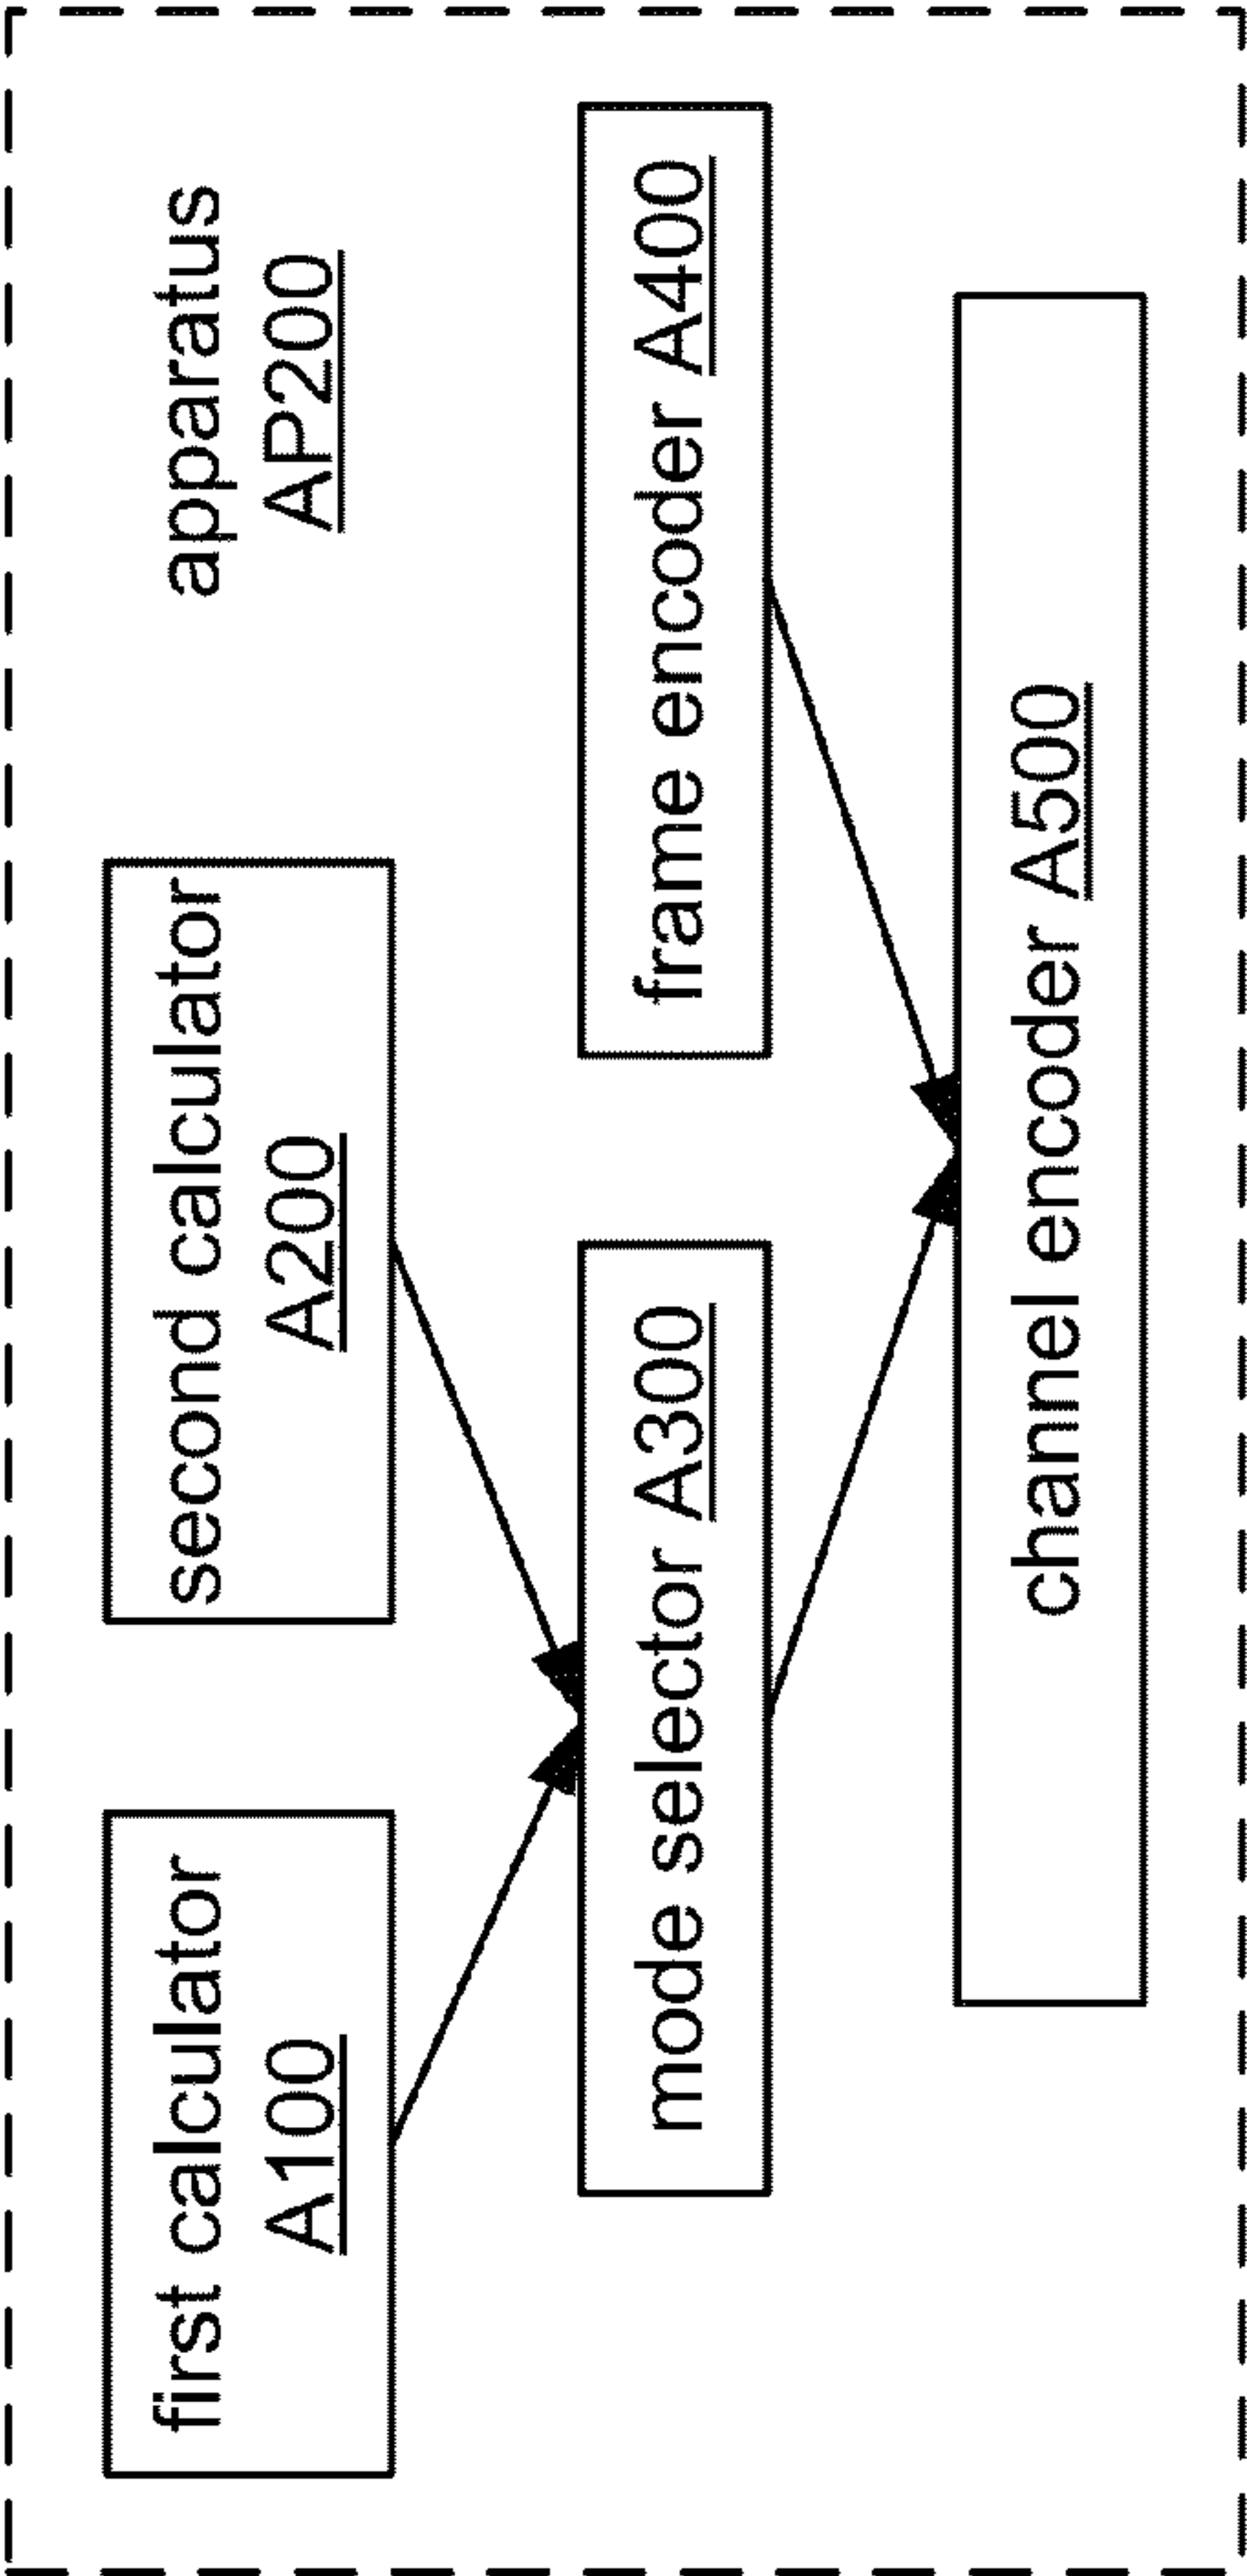 first calculator
A100
second calculator
A200
apparatus
AP200
mode selector A300
frame encoder A400
channel encoder A500